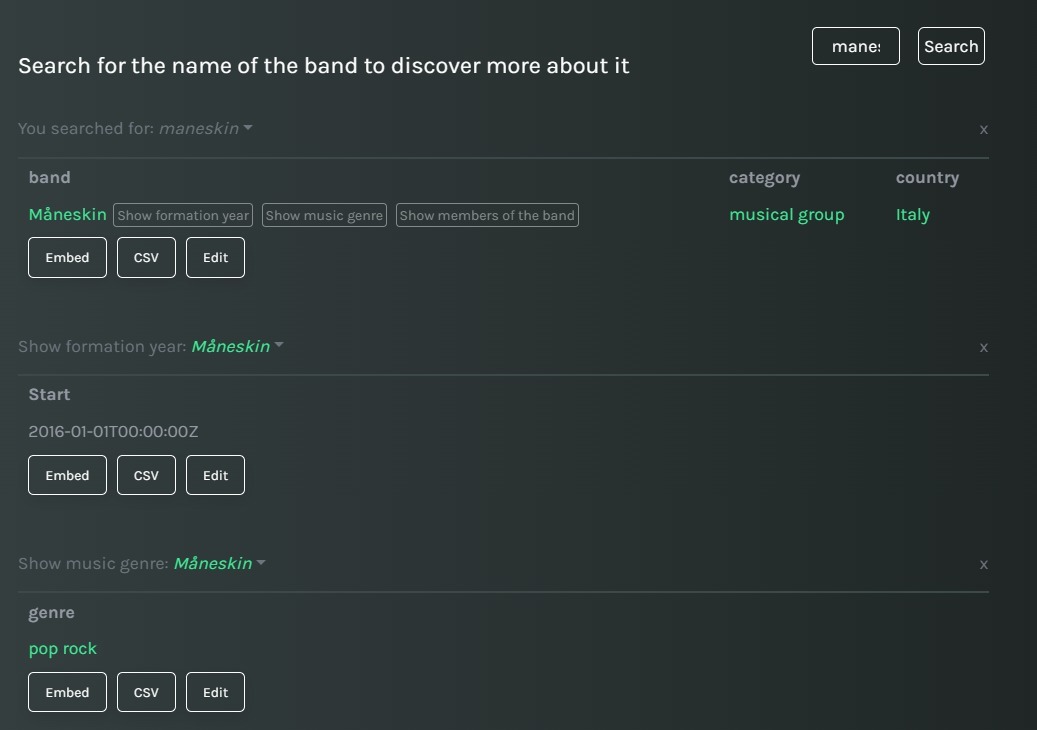 manes
Search
Search for the name of the band to discover more about it
You searched for: maneskin
x
band category country
Måneskin Show formation year Show music genre Show members of the band musical group Italy
Embed CSV Edit
Show formation year: Måneskin
x
Start
2016-01-01T00:00:00Z
Embed CSV Edit
Show music genre: Måneskin
x
genre
pop rock
Embed CSV Edit